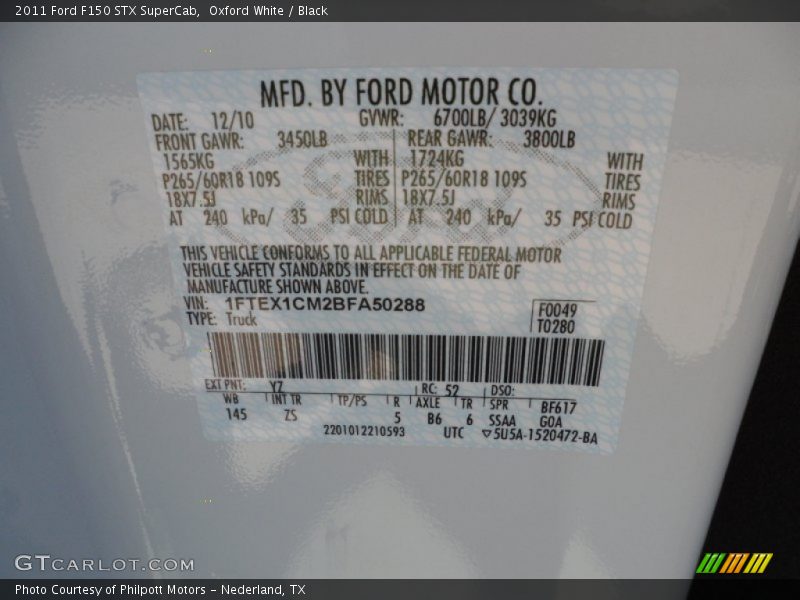 2011 Ford F150 STX SuperCab, Oxford White / Black
MFD. BY FORD MOTOR CO.
DATE: 12/10 GVWR: 6700LB/ 3039KG
FRONT GAWR: 3450LB REAR GAWR: 3800LB
1565KG WITH 1724KG WITH
P265/60R18 109S TIRES P265/60R18 109S TIRES
18X7.5J RIMS 18X7.5J RIMS
AT 240 kPa/ 35 PSI COLD AT 240 kPa/ 35 PSI COLD
THIS VEHICLE CONFORMS TO ALL APPLICABLE FEDERAL MOTOR
VEHICLE SAFETY STANDARDS IN EFFECT ON THE DATE OF
MANUFACTURE SHOWN ABOVE.
VIN: 1FTEX1CM2BFA50288 F0049
TYPE: Truck T0280
EXT PNT: YZ RC: 52 DSO:
WB INT TR TP/PS R AXLE TR SPR BF617
145 ZS 5 B6 6 SSAA GOA
2201012210593 UTC ▽5U5A-1520472-BA
GTCARLOT.COM
Photo Courtesy of Philpott Motors - Nederland, TX